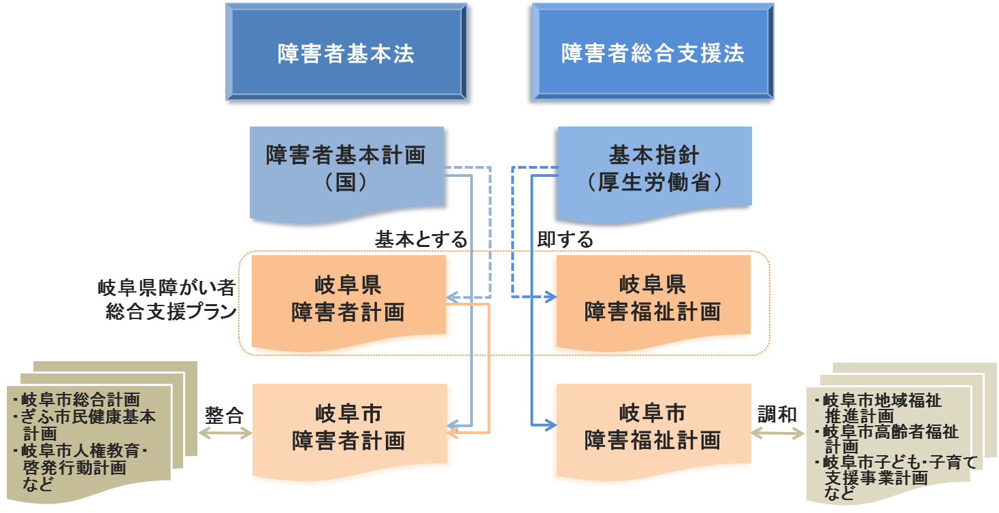 障害者基本法
障害者総合支援法
障害者基本計画
（国）
基本指針
（厚生労働省）
基本とする
即する
岐阜県障がい者
総合支援プラン
岐阜県
障害者計画
岐阜県
障害福祉計画
・岐阜市総合計画
・ぎふ市民健康基本
計画
・岐阜市人権教育・
啓発行動計画
など
整合
岐阜市
障害者計画
岐阜市
障害福祉計画
調和
・岐阜市地域福祉
推進計画
・岐阜市高齢者福祉
計画
・岐阜市子ども・子育て
支援事業計画
など